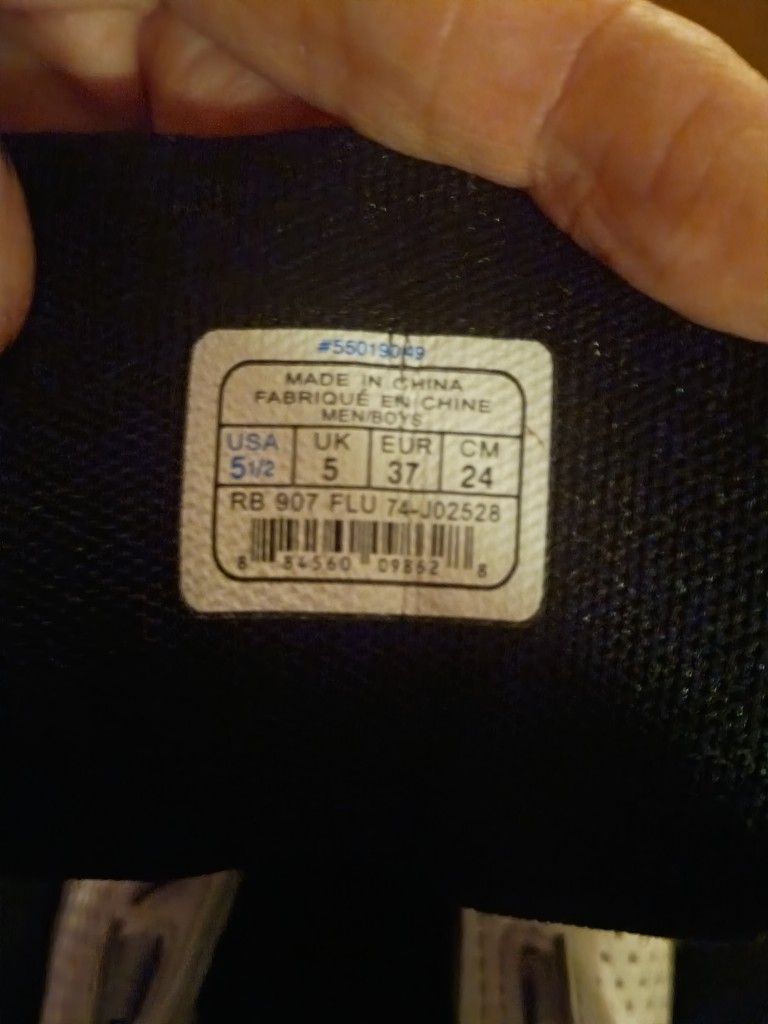 #55019049
MADE IN CHINA
FABRIQUÉ EN CHINE
MEN/BOYS
USA UK EUR CM
5 1/2 5 37 24
RB 907 FLU 74-J02528
8 84560 09862 8